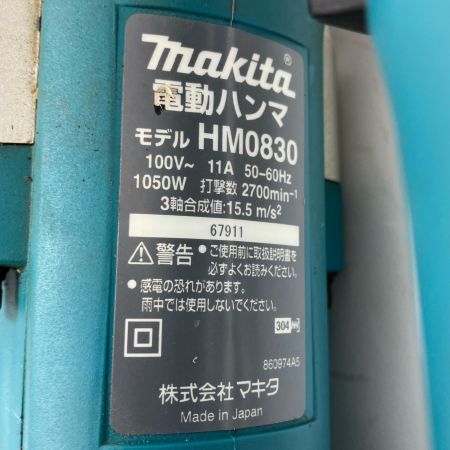 makita®
電動ハンマ
モデル HM0830
100V~ 11A 50-60Hz
1050W 打撃数 2700min⁻¹
3軸合成値:15.5 m/s²
67911
⚠警告 ●ご使用前に取扱説明書を
必ずよくお読みください。
●感電の恐れがあります。
雨中では使用しないでください。
304
860974A5
株式会社マキタ
Made in Japan